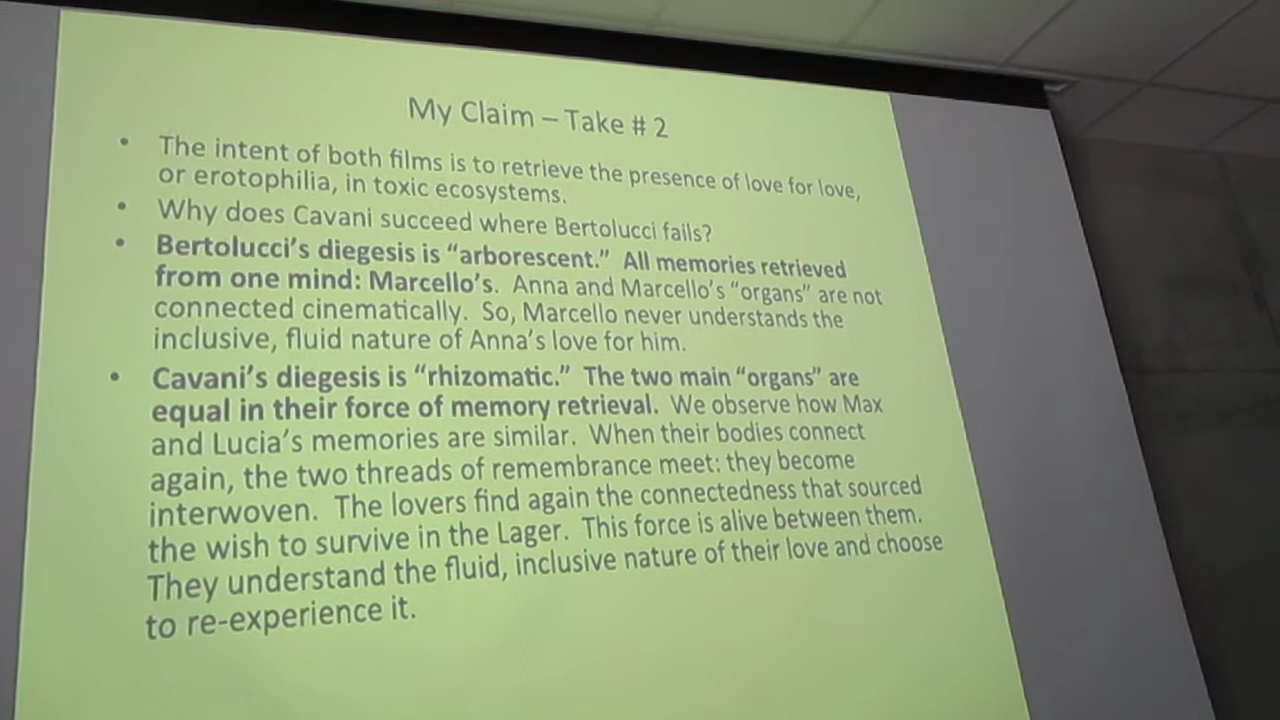 My Claim – Take # 2
• The intent of both films is to retrieve the presence of love for love,
or erotophilia, in toxic ecosystems.
• Why does Cavani succeed where Bertolucci fails?
• Bertolucci's diegesis is "arborescent." All memories retrieved
from one mind: Marcello's. Anna and Marcello's "organs" are not
connected cinematically. So, Marcello never understands the
inclusive, fluid nature of Anna's love for him.
• Cavani's diegesis is "rhizomatic." The two main "organs" are
equal in their force of memory retrieval. We observe how Max
and Lucia's memories are similar. When their bodies connect
again, the two threads of remembrance meet: they become
interwoven. The lovers find again the connectedness that sourced
the wish to survive in the Lager. This force is alive between them.
They understand the fluid, inclusive nature of their love and choose
to re-experience it.